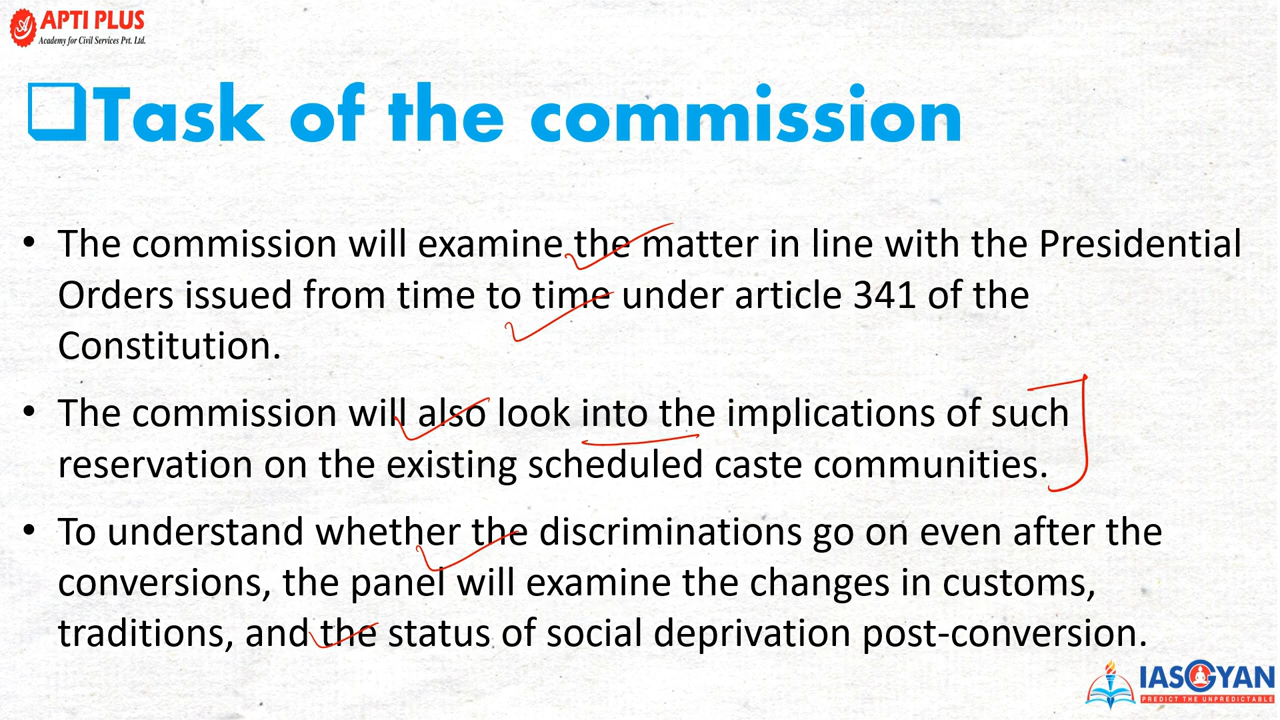 APTI PLUS
Academy for Civil Services Pvt. Ltd.
Task of the commission
• The commission will examine the matter in line with the Presidential
Orders issued from time to time under article 341 of the
Constitution.
• The commission will also look into the implications of such
reservation on the existing scheduled caste communities.
• To understand whether the discriminations go on even after the
conversions, the panel will examine the changes in customs,
traditions, and the status of social deprivation post-conversion.
IASGYAN
PREDICT THE UNPREDICTABLE